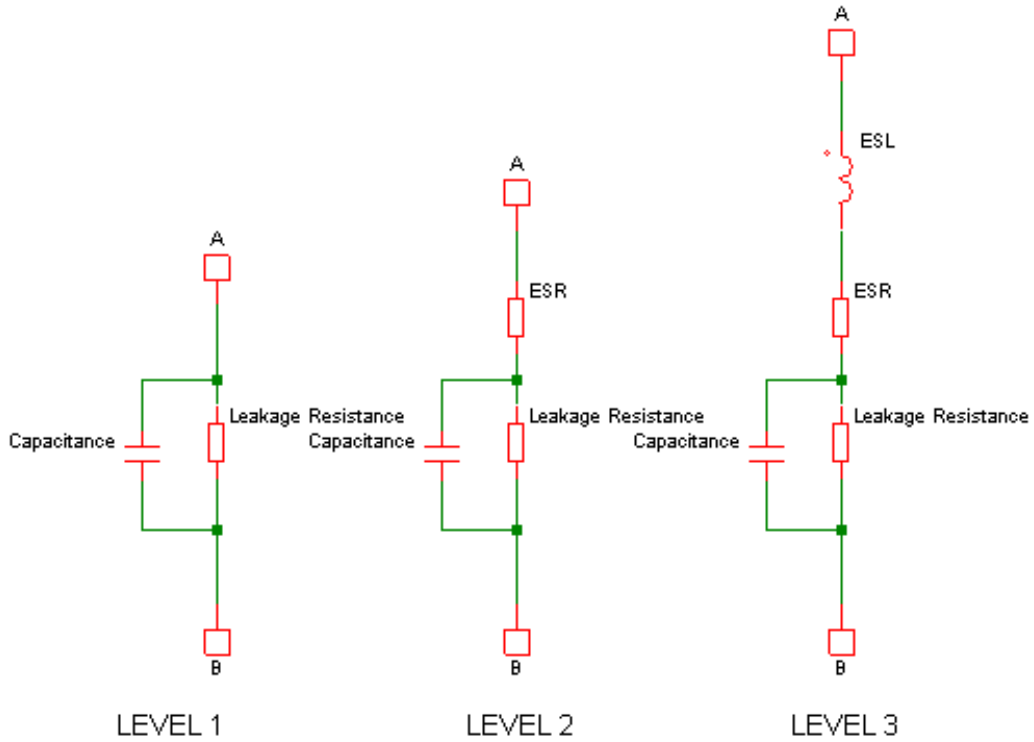 A
ESL
A
A
ESR
ESR
Leakage Resistance
Leakage Resistance
Leakage Resistance
Capacitance
Capacitance
Capacitance
B
B
B
LEVEL 1
LEVEL 2
LEVEL 3